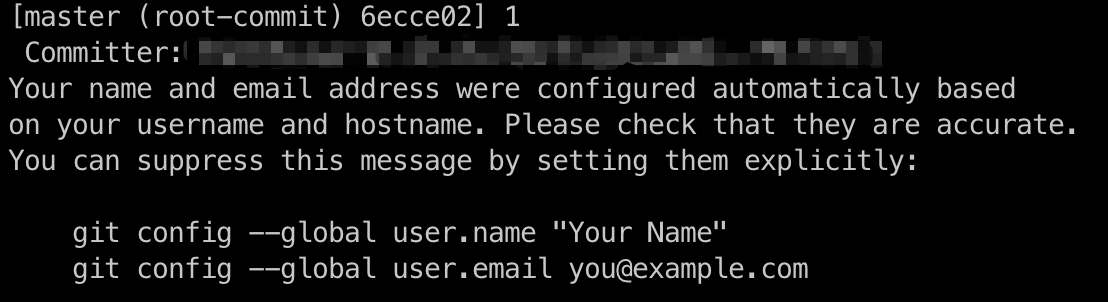 [master (root-commit) 6ecce02] 1
Committer:
Your name and email address were configured automatically based
on your username and hostname. Please check that they are accurate.
You can suppress this message by setting them explicitly:
git config --global user.name "Your Name"
git config --global user.email you@example.com